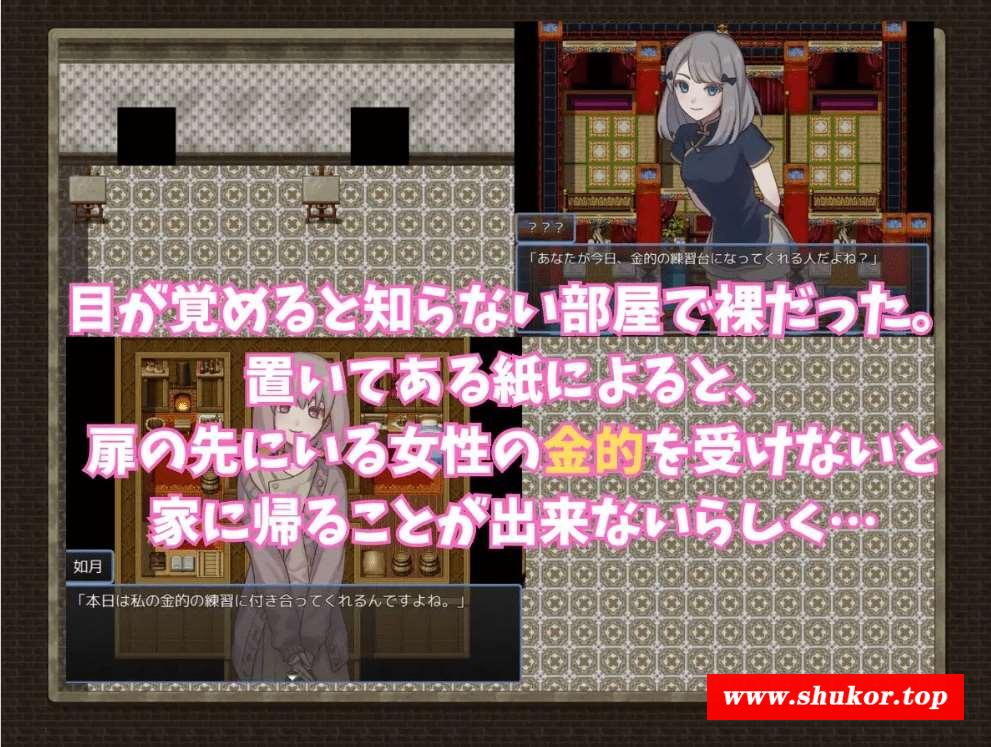 ???
「あなたが今日、金的の練習台になってくれる人だよね？」
目が覚めると知らない部屋で裸だった。
置いてある紙によると、
扉の先にいる女性の金的を受けないと
家に帰ることが出来ないらしく…
如月
「本日は私の金的の練習に付き合ってくれるんですよね。」
www.shukor.top